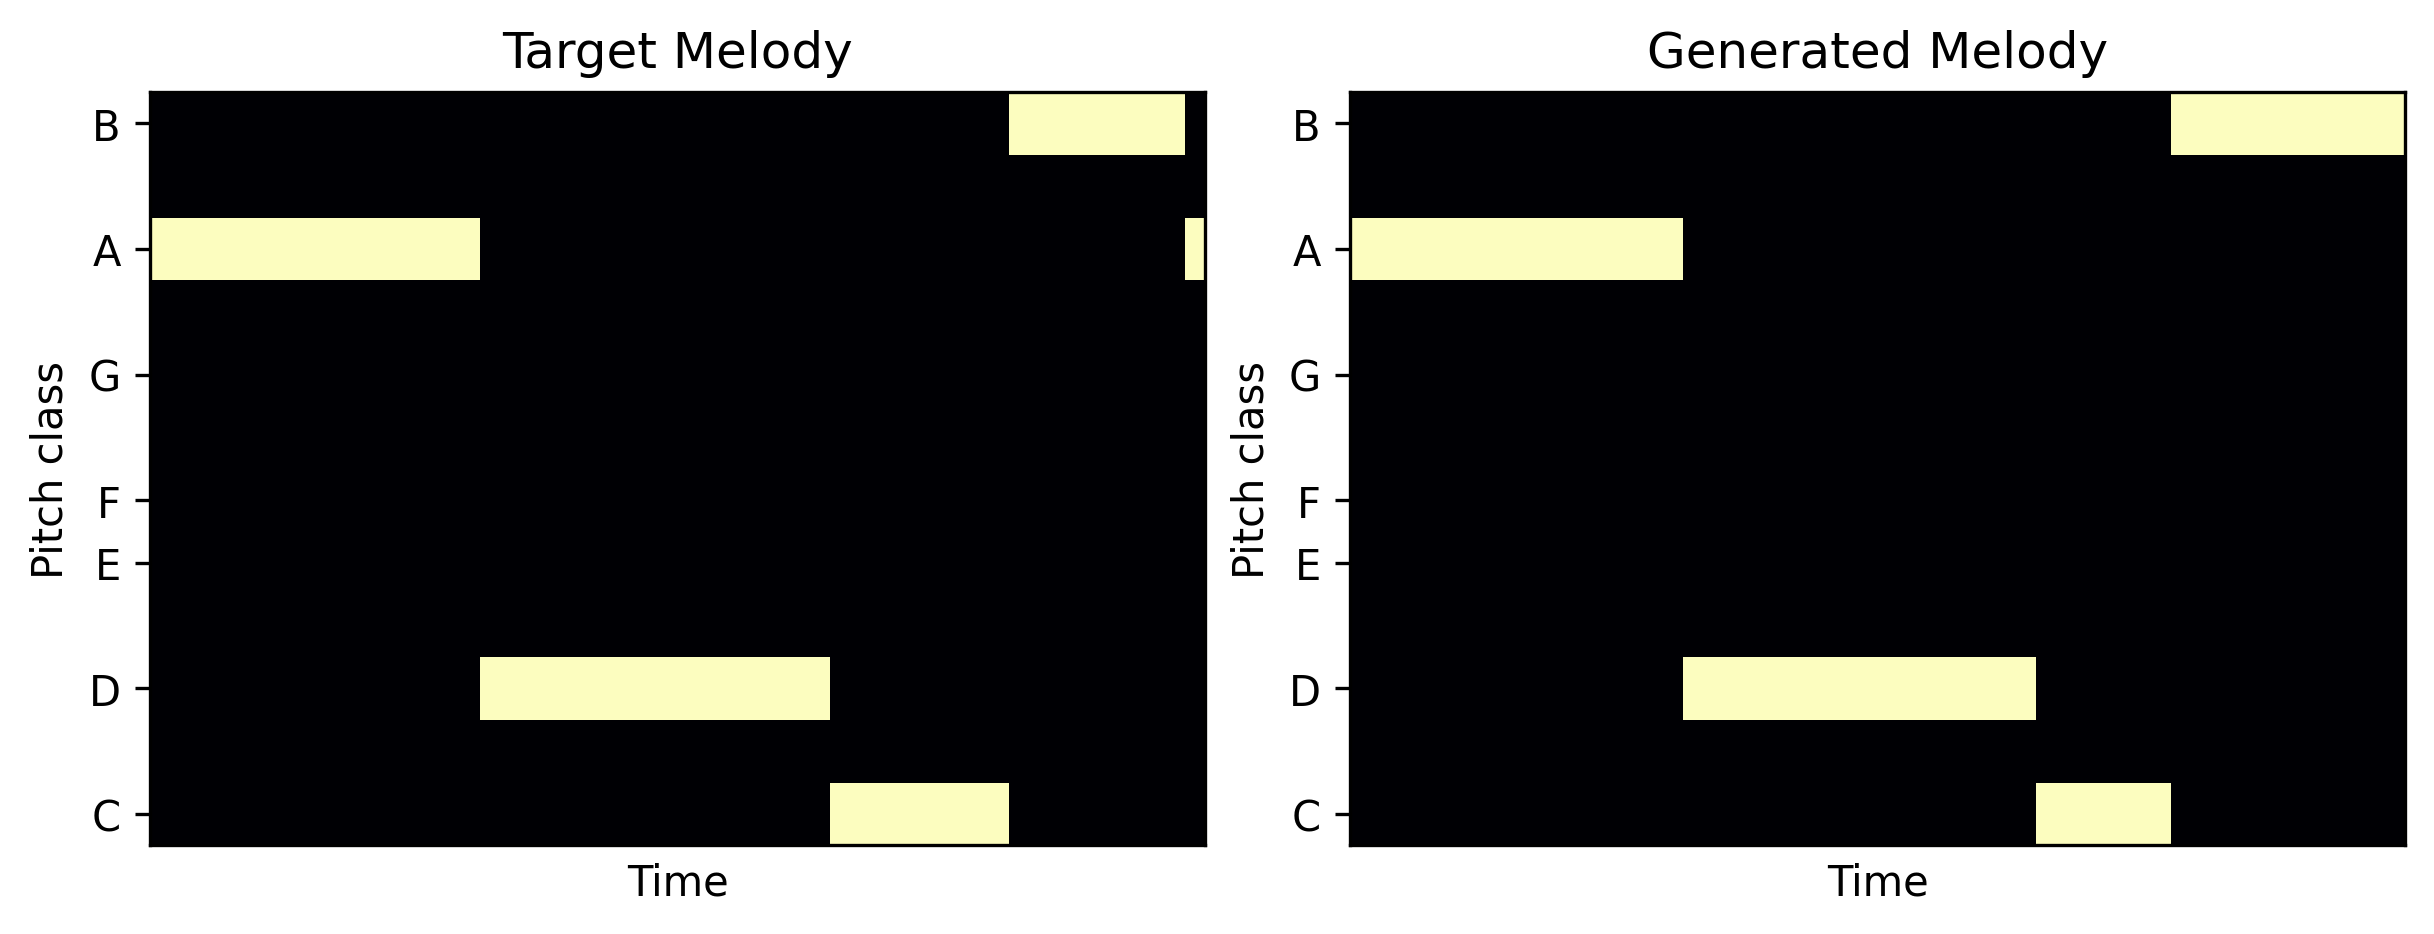 Target Melody
B
A
G
F
E
D
C
Pitch class
Time
Generated Melody
B
A
G
F
E
D
C
Pitch class
Time